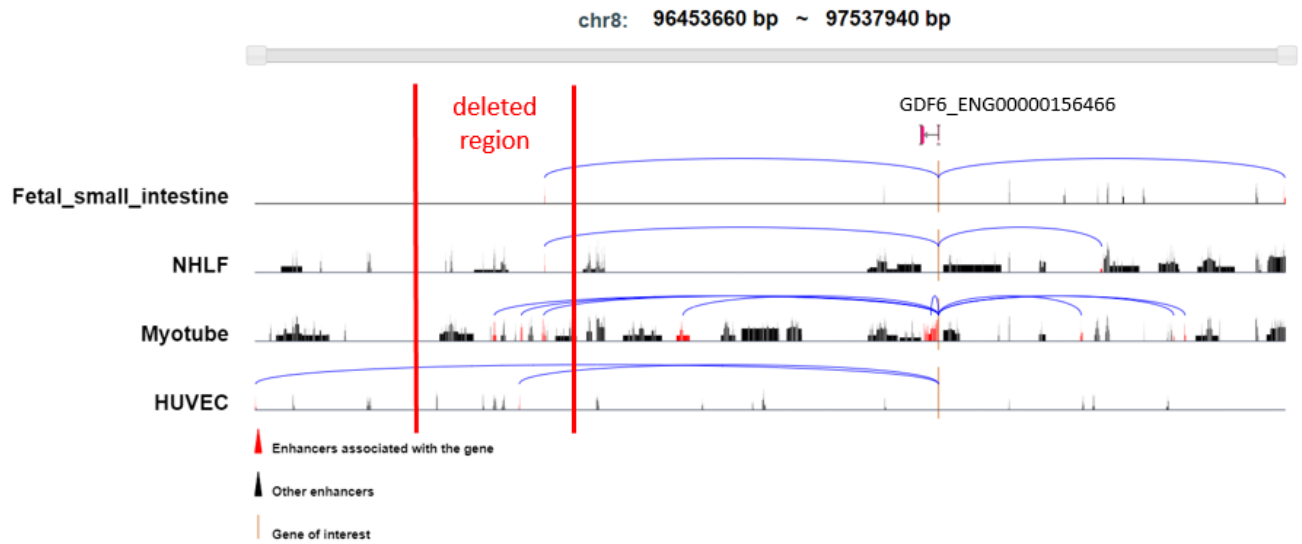 chr8: 96453660 bp ~ 97537940 bp
deleted
region
GDF6_ENG00000156466
Fetal_small_intestine
NHLF
Myotube
HUVEC
Enhancers associated with the gene
Other enhancers
Gene of interest